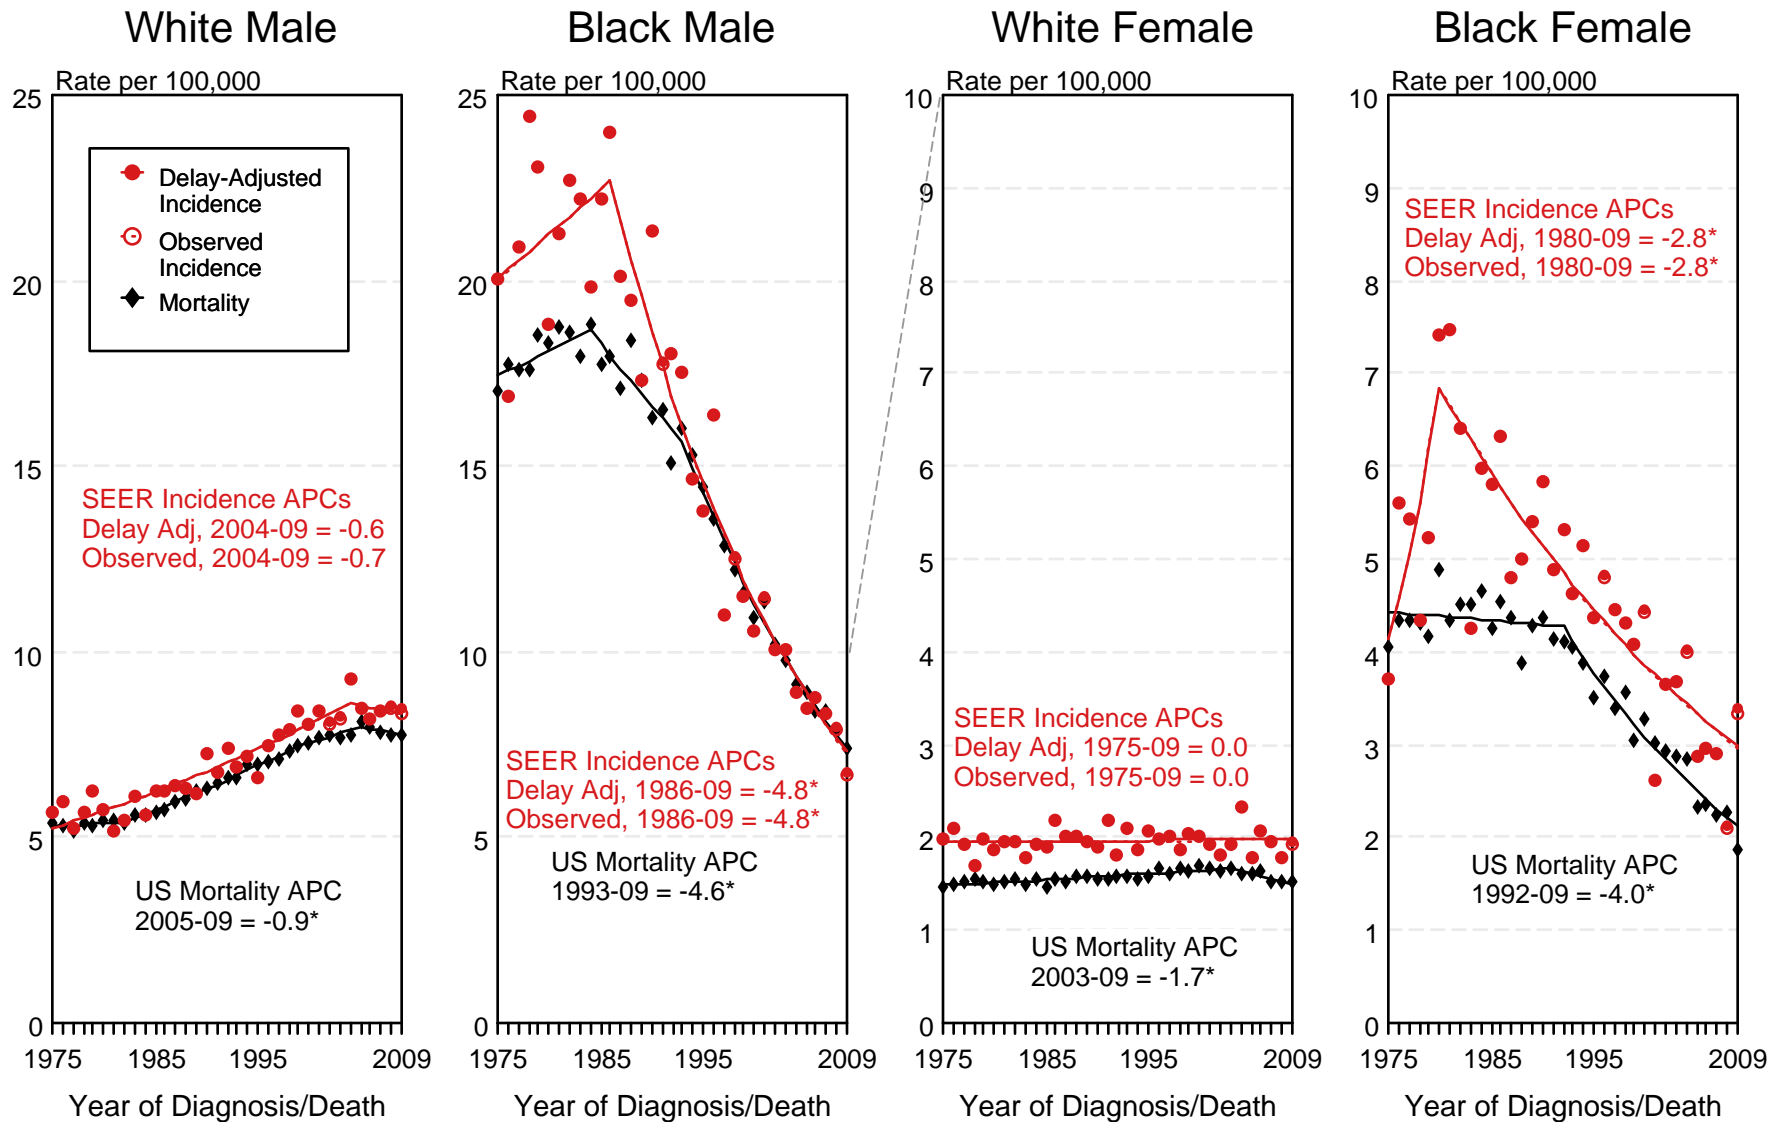 White Male
Black Male
White Female
Black Female
Rate per 100,000
Rate per 100,000
Rate per 100,000
Rate per 100,000
25
20
15
10
5
0
Delay-Adjusted
Incidence
Observed
Incidence
Mortality
SEER Incidence APCs
Delay Adj, 2004-09 = -0.6
Observed, 2004-09 = -0.7
US Mortality APC
2005-09 = -0.9*
1975
1985
1995
2009
Year of Diagnosis/Death
25
20
15
10
5
0
SEER Incidence APCs
Delay Adj, 1986-09 = -4.8*
Observed, 1986-09 = -4.8*
US Mortality APC
1993-09 = -4.6*
1975
1985
1995
2009
Year of Diagnosis/Death
10
9
8
7
6
5
4
3
2
1
0
SEER Incidence APCs
Delay Adj, 1975-09 = 0.0
Observed, 1975-09 = 0.0
US Mortality APC
2003-09 = -1.7*
1975
1985
1995
2009
Year of Diagnosis/Death
10
9
8
7
6
5
4
3
2
1
0
SEER Incidence APCs
Delay Adj, 1980-09 = -2.8*
Observed, 1980-09 = -2.8*
US Mortality APC
1992-09 = -4.0*
1975
1985
1995
2009
Year of Diagnosis/Death